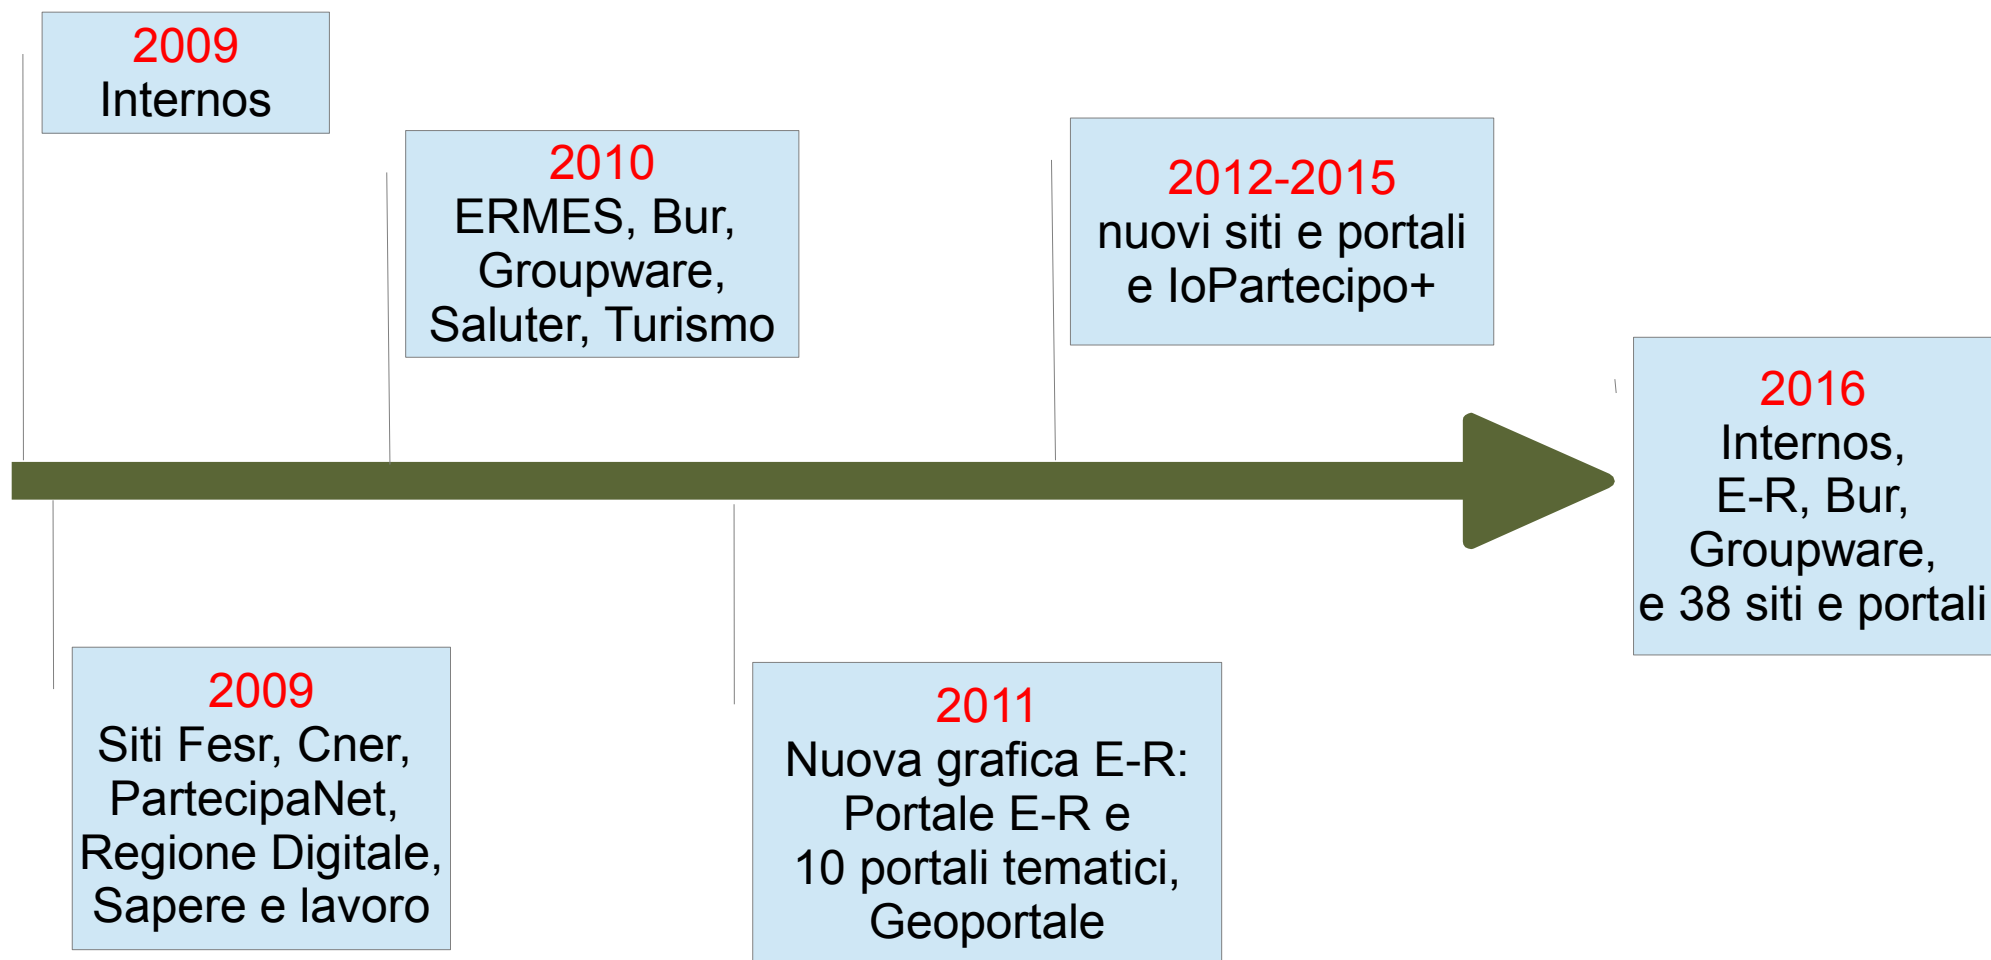 2009
Internos
2010
ERMES, Bur,
Groupware,
Saluter, Turismo
2012-2015
nuovi siti e portali
e IoPartecipo+
2016
Internos,
E-R, Bur,
Groupware,
e 38 siti e portali
2009
Siti Fesr, Cner,
PartecipaNet,
Regione Digitale,
Sapere e lavoro
2011
Nuova grafica E-R:
Portale E-R e
10 portali tematici,
Geoportale